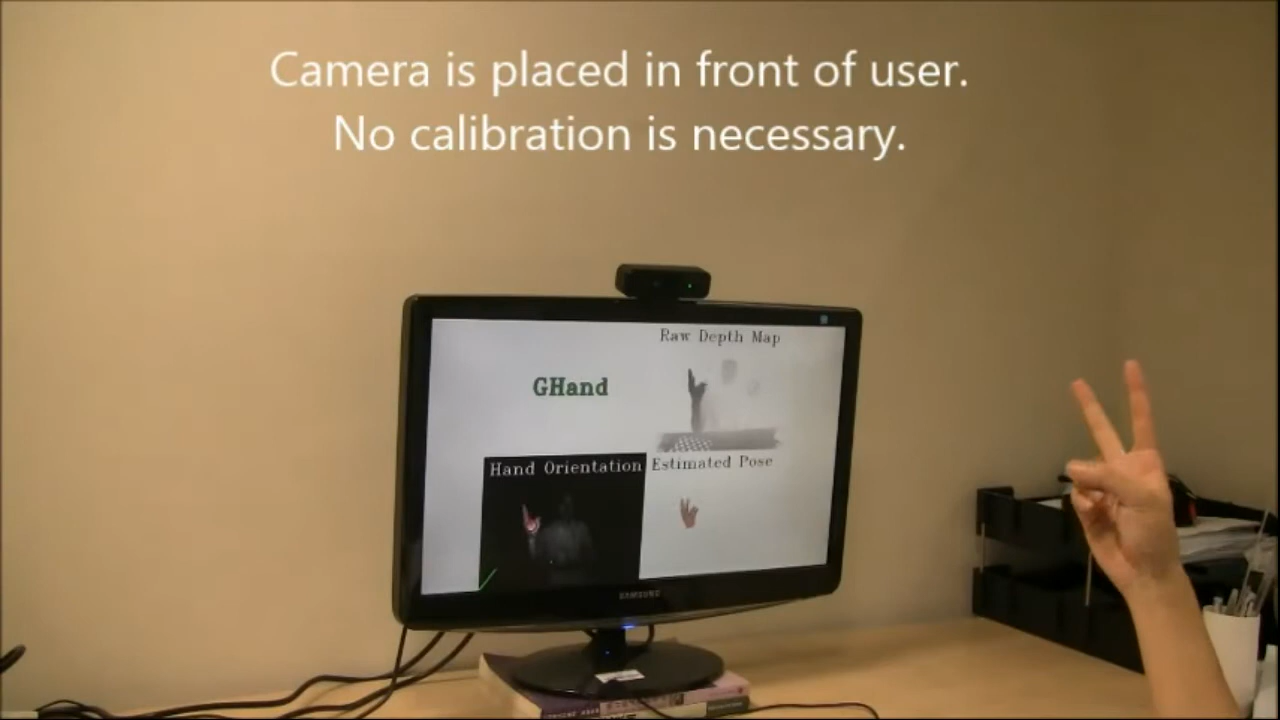 Camera is placed in front of user.
No calibration is necessary.
Raw Depth Map
GHand
Hand Orientation
Estimated Pose
SAMSUNG